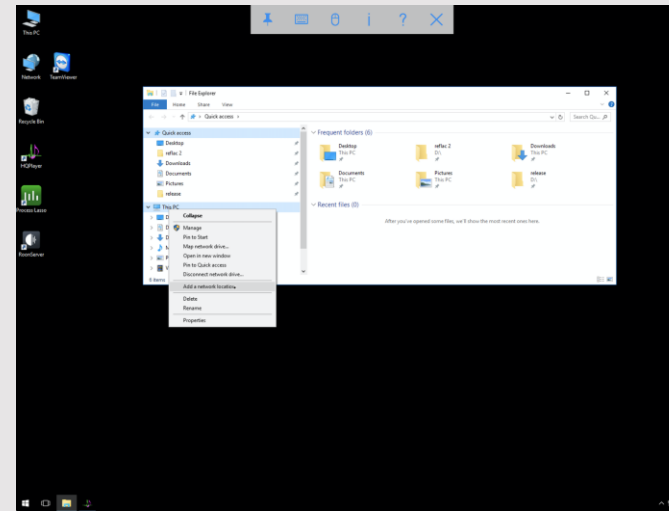 This PC
Network
TeamViewer
Recycle Bin
HQPlayer
Process Lasso
RoomServer
File Explorer
File
Home
Share
View
Quick access
Search Qu...
Quick access
Desktop
reflac 2
Downloads
Documents
Pictures
release
This PC
Frequent folders (6)
Desktop
This PC
reflac 2
D:\
Downloads
This PC
Documents
This PC
Pictures
This PC
release
D:\
Recent files (0)
After you've opened some files, we'll show the most recent ones here.
Collapse
Manage
Pin to Start
Map network drive...
Open in new window
Pin to Quick access
Disconnect network drive...
Add a network location
Delete
Rename
Properties